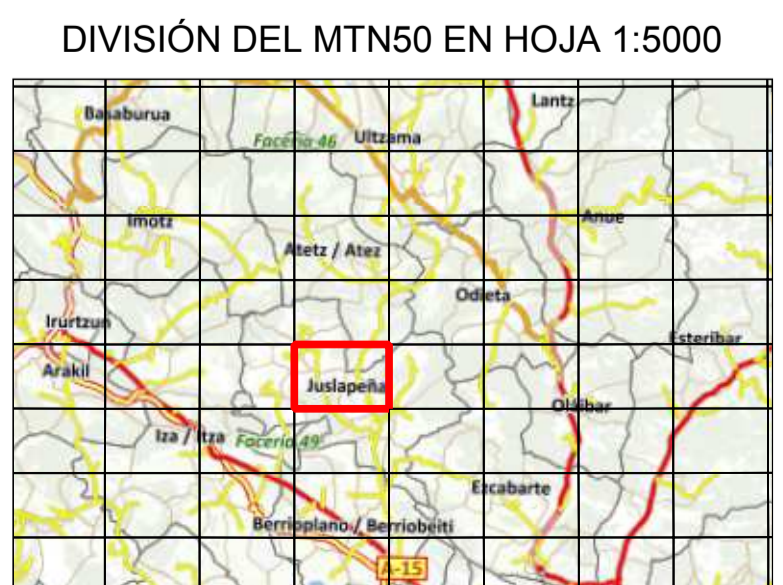 DIVISIÓN DEL MTN50 EN HOJA 1:5000
Lantz
Basaburua
Facería 46
Ultzama
Imotz
Anue
Atetz / Atez
Odieta
Irurtzun
Esteribar
Arakil
Juslapeña
Oláibar
Iza / Itza
Facería 49
Ezcabarte
Berrioplano / Berriobeiti
A-15